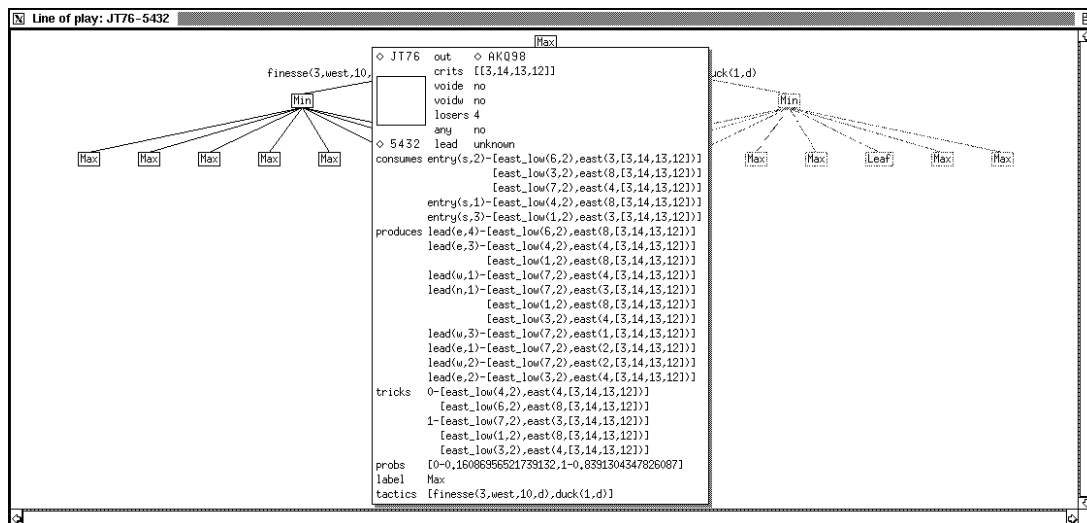 Line of play: JT76-5432
Max
finesse(3,west,10,
uck(1,d)
Min
Min
Max
Max
Max
Max
Max
Max
Max
Leaf
Max
Max
◇ JT76 out ◇ AKQ98
crits [[3,14,13,12]]
voide no
voidw no
losers 4
any no
◇ 5432 lead unknown
consumes entry(s,2)-[east_low(6,2),east(3,[3,14,13,12])]
[east_low(3,2),east(8,[3,14,13,12])]
[east_low(7,2),east(4,[3,14,13,12])]
entry(s,1)-[east_low(4,2),east(8,[3,14,13,12])]
entry(s,3)-[east_low(1,2),east(3,[3,14,13,12])]
produces lead(e,4)-[east_low(6,2),east(8,[3,14,13,12])]
lead(e,3)-[east_low(4,2),east(4,[3,14,13,12])]
[east_low(1,2),east(8,[3,14,13,12])]
lead(w,1)-[east_low(7,2),east(4,[3,14,13,12])]
lead(n,1)-[east_low(7,2),east(3,[3,14,13,12])]
[east_low(1,2),east(8,[3,14,13,12])]
[east_low(3,2),east(4,[3,14,13,12])]
lead(w,3)-[east_low(7,2),east(1,[3,14,13,12])]
lead(e,1)-[east_low(7,2),east(2,[3,14,13,12])]
lead(w,2)-[east_low(7,2),east(2,[3,14,13,12])]
lead(e,2)-[east_low(3,2),east(4,[3,14,13,12])]
tricks 0-[east_low(4,2),east(4,[3,14,13,12])]
[east_low(6,2),east(8,[3,14,13,12])]
1-[east_low(7,2),east(3,[3,14,13,12])]
[east_low(1,2),east(8,[3,14,13,12])]
[east_low(3,2),east(4,[3,14,13,12])]
probs [0-0.16086956521739132,1-0.8391304347826087]
label Max
tactics [finesse(3,west,10,d),duck(1,d)]